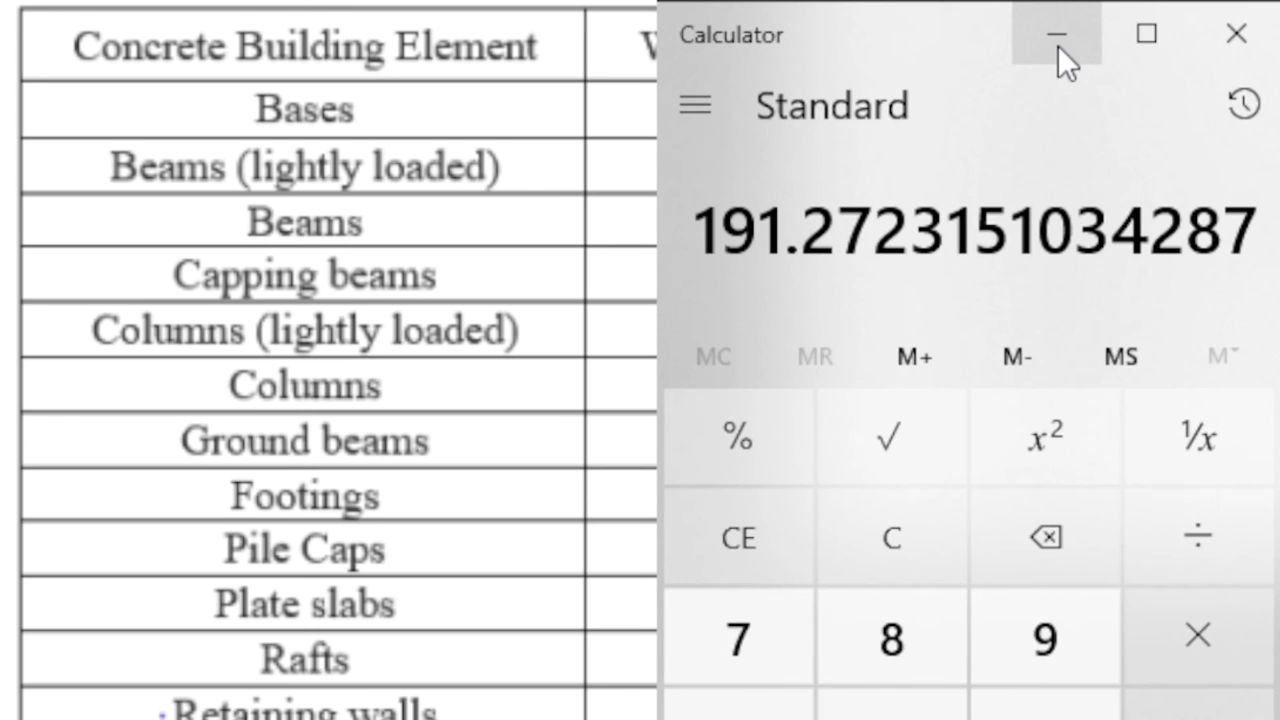 Concrete Building Element
Bases
Beams (lightly loaded)
Beams
Capping beams
Columns (lightly loaded)
Columns
Ground beams
Footings
Pile Caps
Plate slabs
Rafts
Retaining walls
Calculator
Standard
191.2723151034287
MC MR M+ M- MS M˅
% √ x² ⅟x
CE C ÷
7 8 9 ×